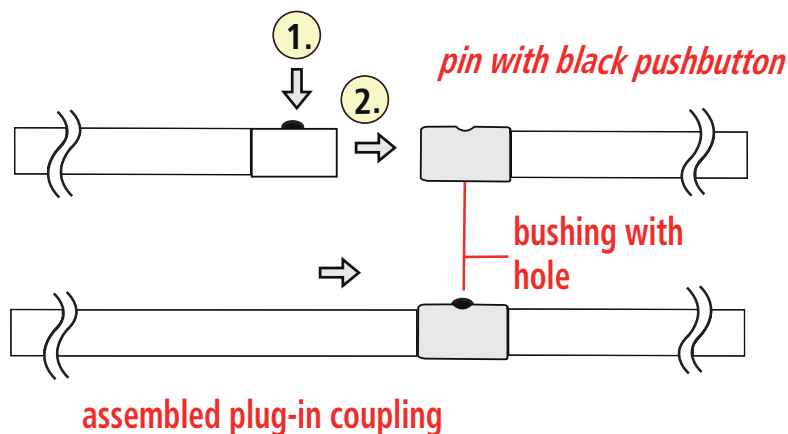 1.
pin with black pushbutton
2.
bushing with
hole
assembled plug-in coupling